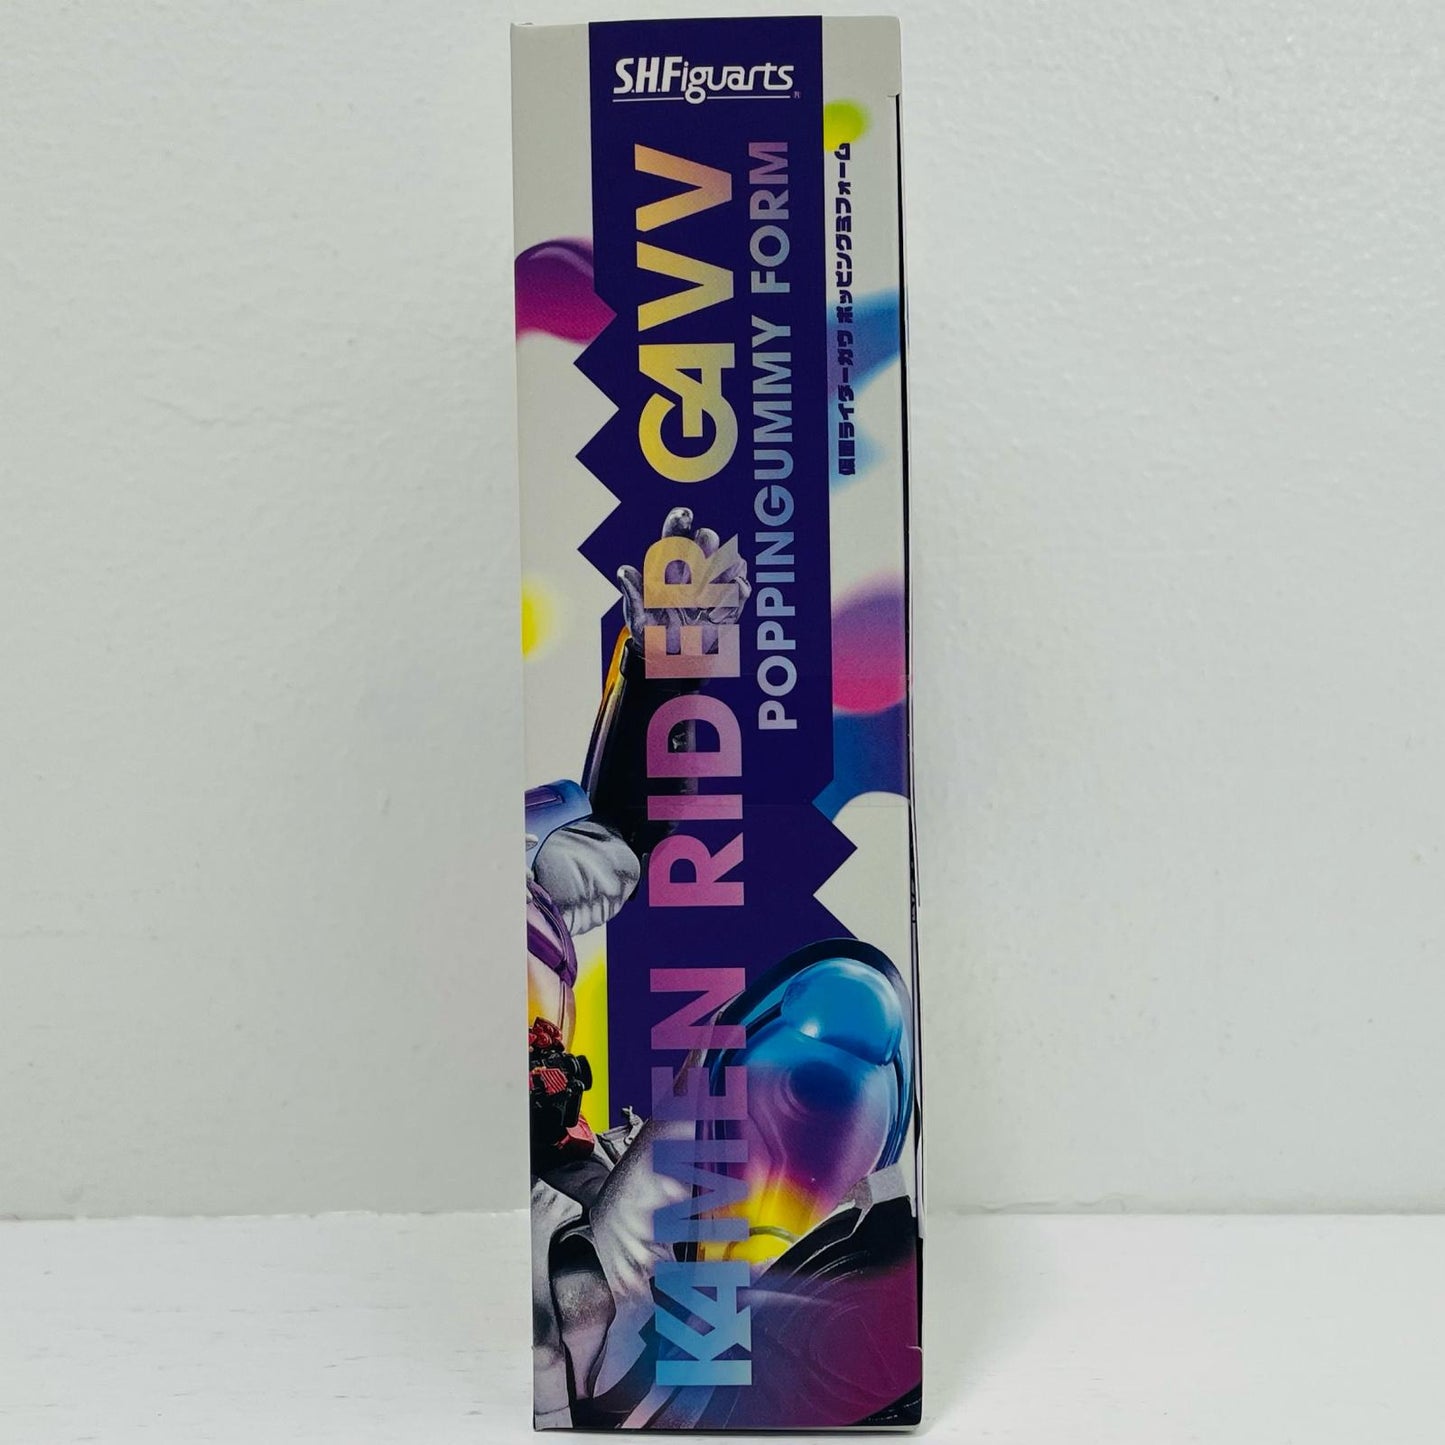 S.H.Figuarts
KAMEN RIDER GAVV
POPPINGUMMY FORM
仮面ライダーガヴ ポッピングミフォーム